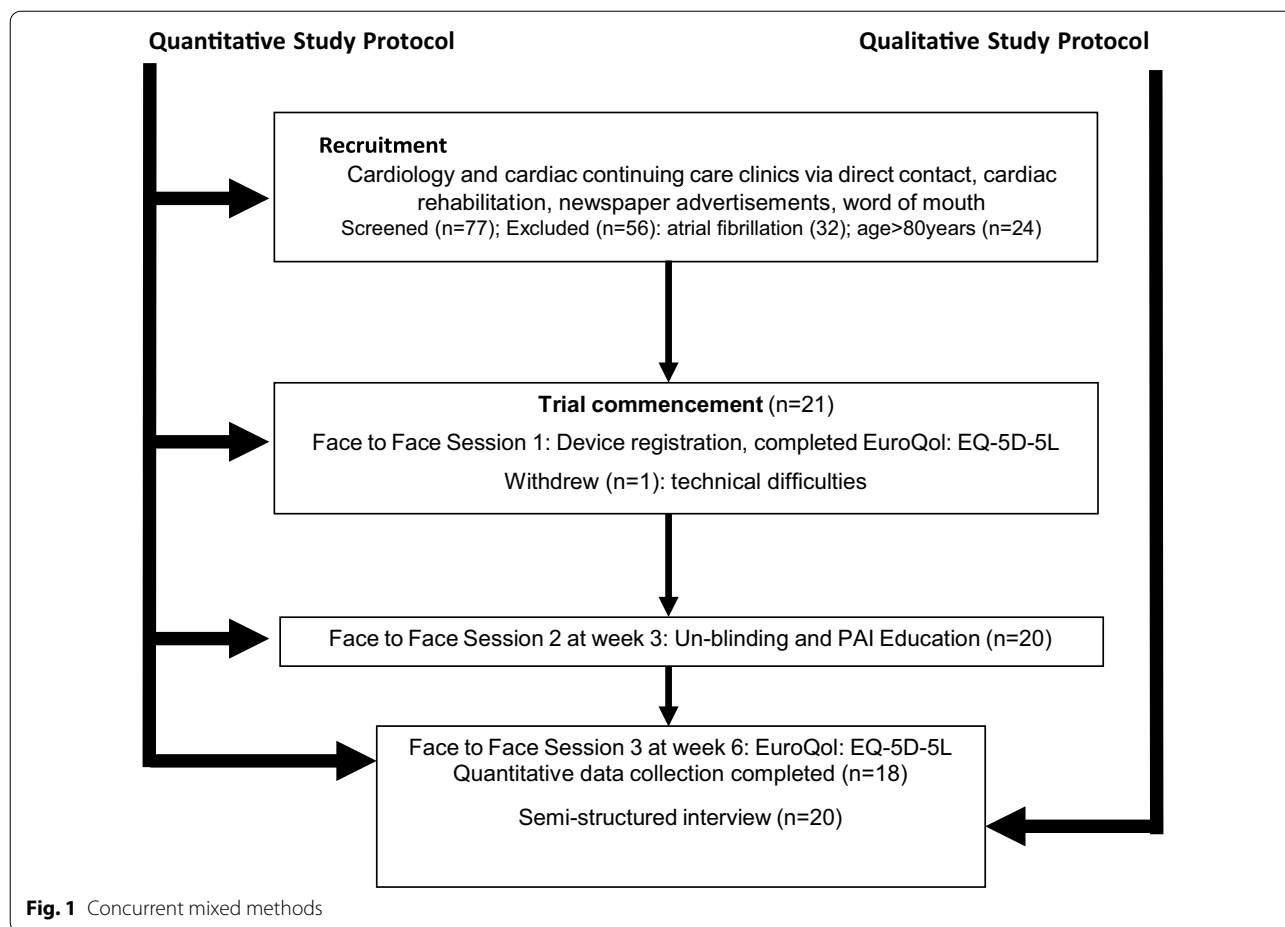 Quantitative Study Protocol
Qualitative Study Protocol
Recruitment
Cardiology and cardiac continuing care clinics via direct contact, cardiac
rehabilitation, newspaper advertisements, word of mouth
Screened (n=77); Excluded (n=56): atrial fibrillation (32); age>80years (n=24)
Trial commencement (n=21)
Face to Face Session 1: Device registration, completed EuroQol: EQ-5D-5L
Withdrew (n=1): technical difficulties
Face to Face Session 2 at week 3: Un-blinding and PAI Education (n=20)
Face to Face Session 3 at week 6: EuroQol: EQ-5D-5L
Quantitative data collection completed (n=18)
Semi-structured interview (n=20)
Fig. 1 Concurrent mixed methods